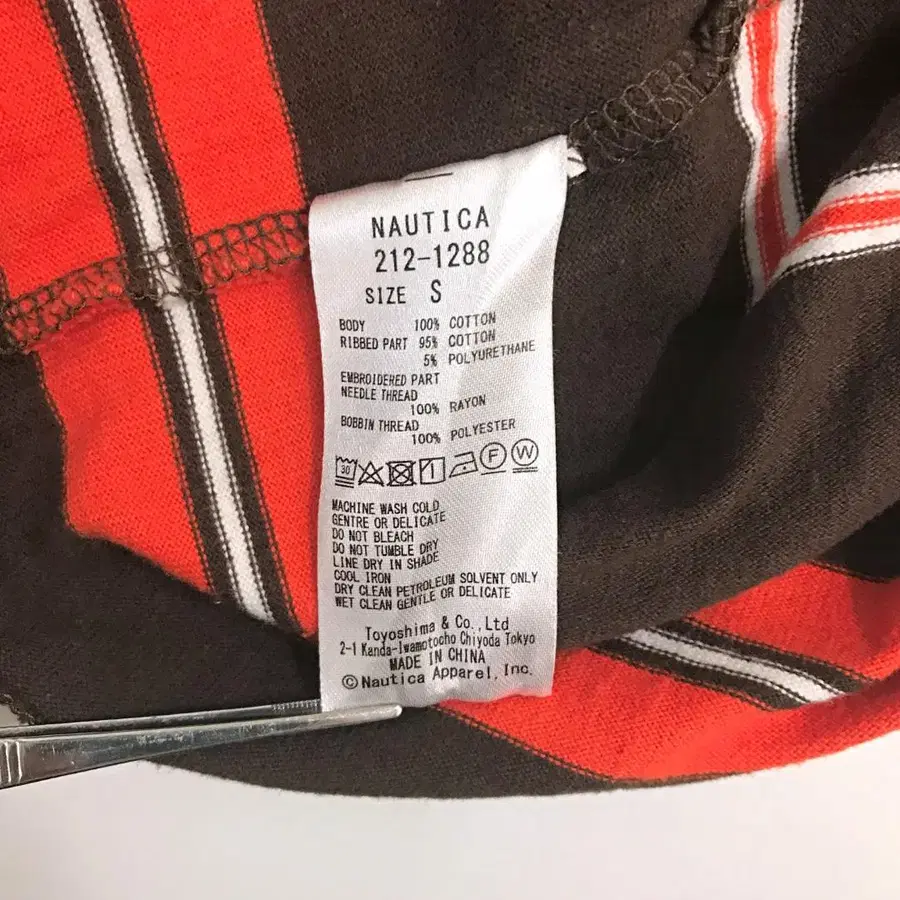 NAUTICA
212-1288
SIZE S
BODY 100% COTTON
RIBBED PART 95% COTTON
5% POLYURETHANE
EMBROIDERED PART
NEEDLE THREAD
100% RAYON
BOBBIN THREAD
100% POLYESTER
30 1 F W
MACHINE WASH COLD
GENTRE OR DELICATE
DO NOT BLEACH
DO NOT TUMBLE DRY
LINE DRY IN SHADE
COOL IRON
DRY CLEAN PETROLEUM SOLVENT ONLY
WET CLEAN GENTLE OR DELICATE
Toyoshima & Co.,Ltd
2-1 Kanda-Iwamotocho Chiyoda Tokyo
MADE IN CHINA
©Nautica Apparel, Inc.